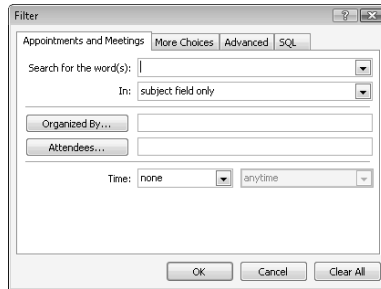 Filter
Appointments and Meetings More Choices Advanced SQL
Search for the word(s):
In: subject field only
Organized By...
Attendees...
Time: none anytime
OK Cancel Clear All